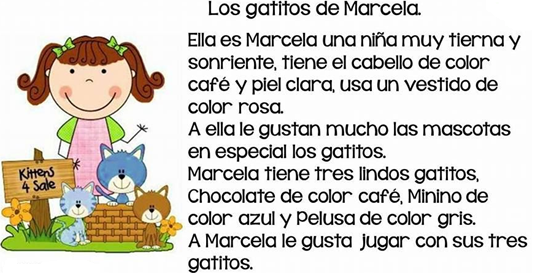 Los gatitos de Marcela.
Ella es Marcela una niña muy tierna y
sonriente, tiene el cabello de color
café y piel clara, usa un vestido de
color rosa.
A ella le gustan mucho las mascotas
en especial los gatitos.
Marcela tiene tres lindos gatitos,
Chocolate de color café, Minino de
color azul y Pelusa de color gris.
A Marcela le gusta jugar con sus tres
gatitos.
Kittens
4 Sale